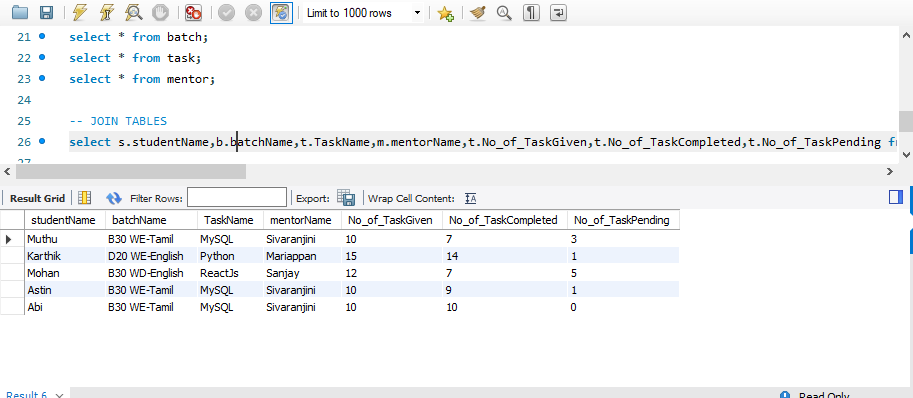 Limit to 1000 rows
21 select * from batch;
22 select * from task;
23 select * from mentor;
24
25 -- JOIN TABLES
26 select s.studentName,b.batchName,t.TaskName,m.mentorName,t.No_of_TaskGiven,t.No_of_TaskCompleted,t.No_of_TaskPending
27
Result Grid Filter Rows: Export: Wrap Cell Content: IA
studentName batchName TaskName mentorName No_of_TaskGiven No_of_TaskCompleted No_of_TaskPending
Muthu B30 WE-Tamil MySQL Sivaranjini 10 7 3
Karthik D20 WE-English Python Mariappan 15 14 1
Mohan B30 WD-English ReactJs Sanjay 12 7 5
Astin B30 WE-Tamil MySQL Sivaranjini 10 9 1
Abi B30 WE-Tamil MySQL Sivaranjini 10 10 0
Result 6 Read Only